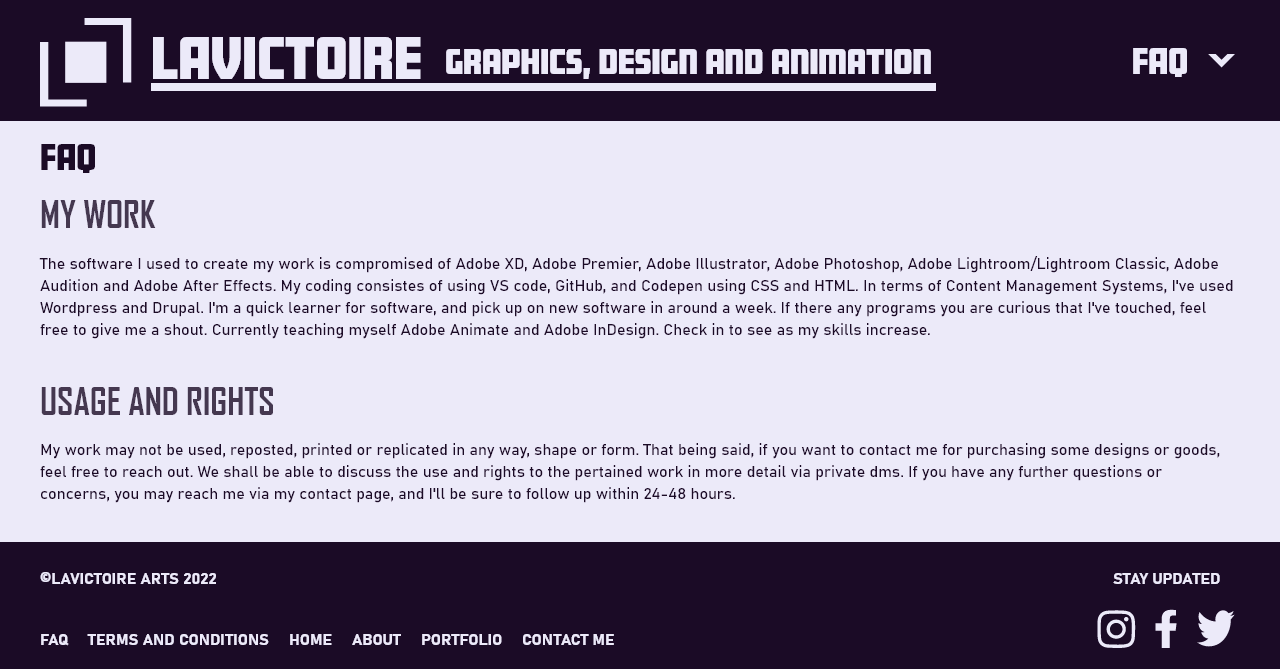 LAVICTOIRE GRAPHICS, DESIGN AND ANIMATION
FAQ
FAQ
MY WORK
The software I used to create my work is compromised of Adobe XD, Adobe Premier, Adobe Illustrator, Adobe Photoshop, Adobe Lightroom/Lightroom Classic, Adobe
Audition and Adobe After Effects. My coding consistes of using VS code, GitHub, and Codepen using CSS and HTML. In terms of Content Management Systems, I've used
Wordpress and Drupal. I'm a quick learner for software, and pick up on new software in around a week. If there any programs you are curious that I've touched, feel
free to give me a shout. Currently teaching myself Adobe Animate and Adobe InDesign. Check in to see as my skills increase.
USAGE AND RIGHTS
My work may not be used, reposted, printed or replicated in any way, shape or form. That being said, if you want to contact me for purchasing some designs or goods,
feel free to reach out. We shall be able to discuss the use and rights to the pertained work in more detail via private dms. If you have any further questions or
concerns, you may reach me via my contact page, and I'll be sure to follow up within 24-48 hours.
©LAVICTOIRE ARTS 2022
STAY UPDATED
FAQ TERMS AND CONDITIONS HOME ABOUT PORTFOLIO CONTACT ME